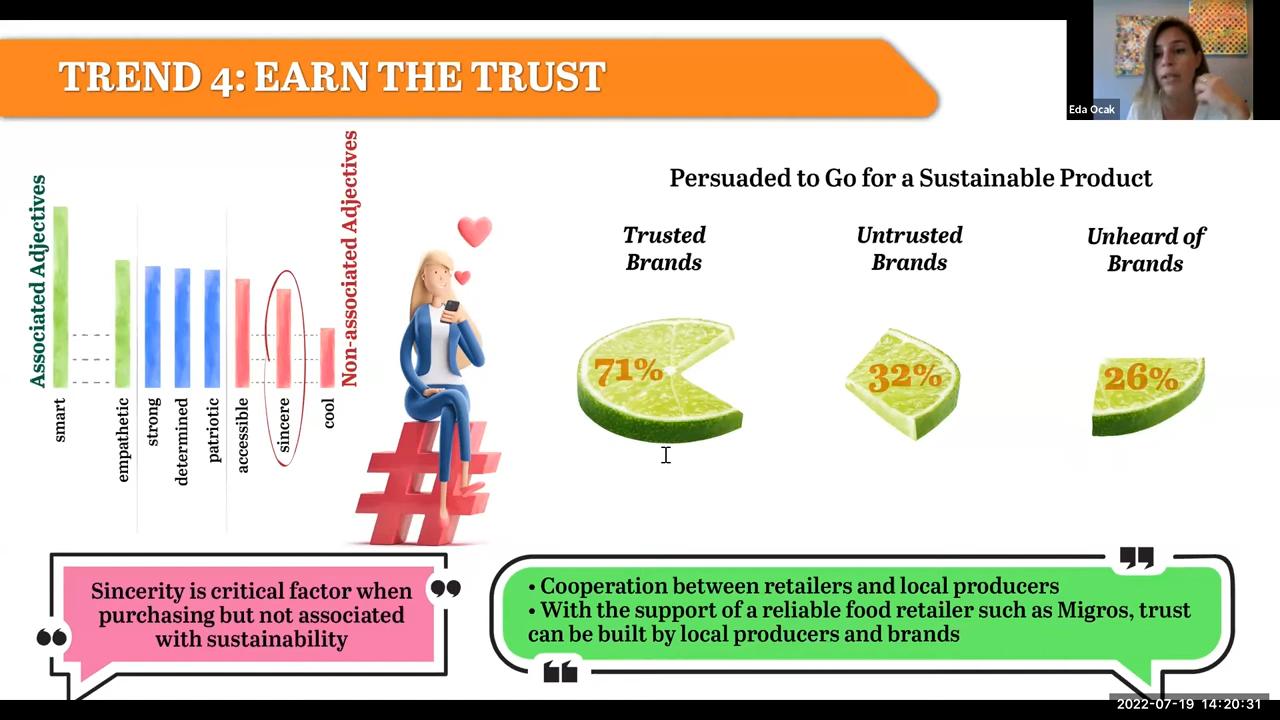 TREND 4: EARN THE TRUST
Eda Ocak
Associated Adjectives
Non-associated Adjectives
smart
empathetic
strong
determined
patriotic
accessible
sincere
cool
Persuaded to Go for a Sustainable Product
Trusted
Brands
Untrusted
Brands
Unheard of
Brands
71%
32%
26%
Sincerity is critical factor when
purchasing but not associated
with sustainability
• Cooperation between retailers and local producers
• With the support of a reliable food retailer such as Migros, trust
can be built by local producers and brands
2022-07-19 14:20:31